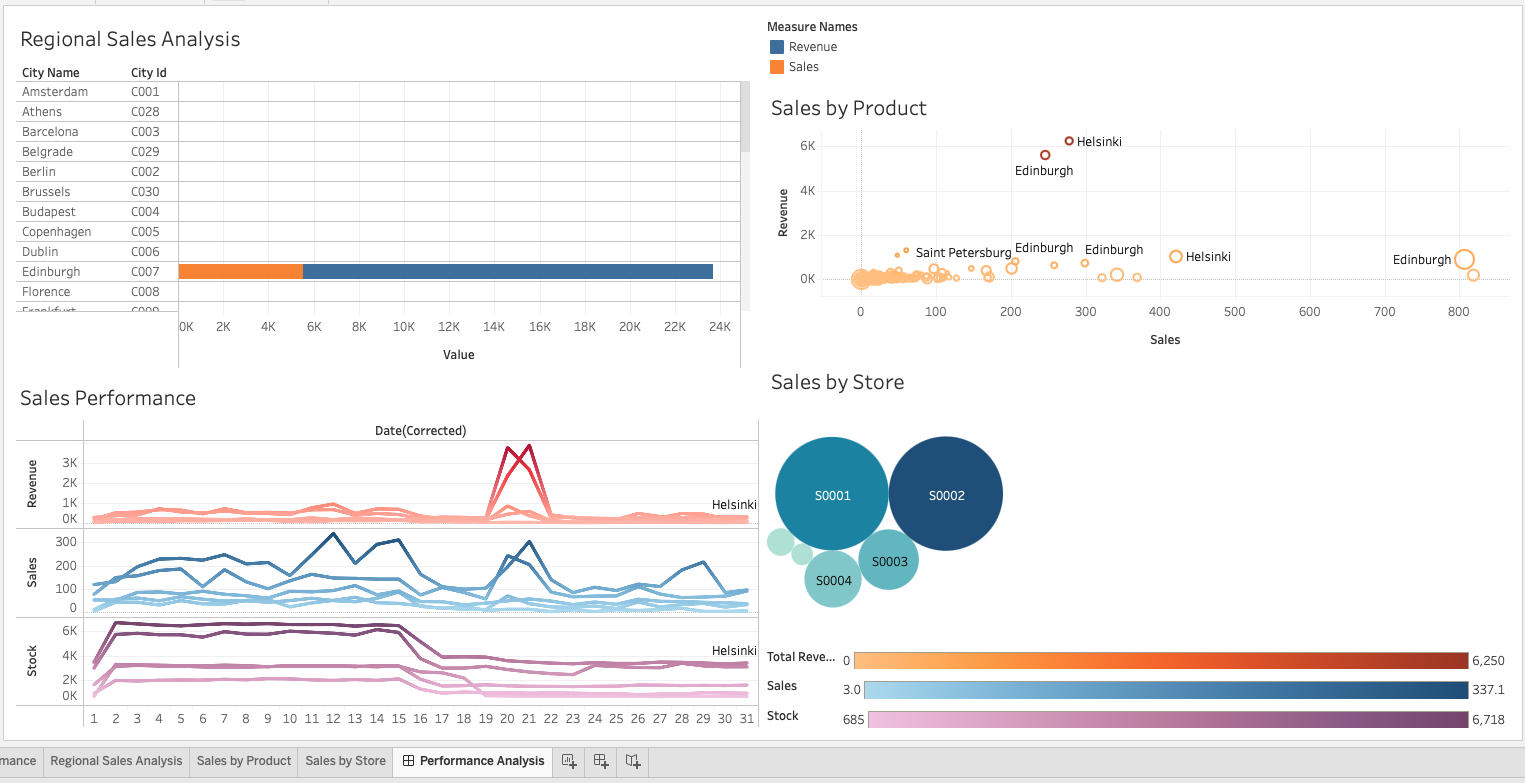 Regional Sales Analysis
City Name City Id
Amsterdam C001
Athens C028
Barcelona C003
Belgrade C029
Berlin C002
Brussels C030
Budapest C004
Copenhagen C005
Dublin C006
Edinburgh C007
Florence C008
Frankfurt C009
0K 2K 4K 6K 8K 10K 12K 14K 16K 18K 20K 22K 24K
Value
Measure Names
Revenue
Sales
Sales by Product
Revenue
6K
4K
2K
0K
Helsinki
Edinburgh
Saint Petersburg
Edinburgh
Edinburgh
Helsinki
Edinburgh
0 100 200 300 400 500 600 700 800
Sales
Sales Performance
Date(Corrected)
Revenue
3K
2K
1K
0K
Helsinki
Sales
300
200
100
0
Stock
6K
4K
2K
0K
Helsinki
1 2 3 4 5 6 7 8 9 10 11 12 13 14 15 16 17 18 19 20 21 22 23 24 25 26 27 28 29 30 31
Sales by Store
S0001
S0002
S0003
S0004
Total Reve... 0 6,250
Sales 3.0 337.1
Stock 685 6,718
mance Regional Sales Analysis Sales by Product Sales by Store Performance Analysis